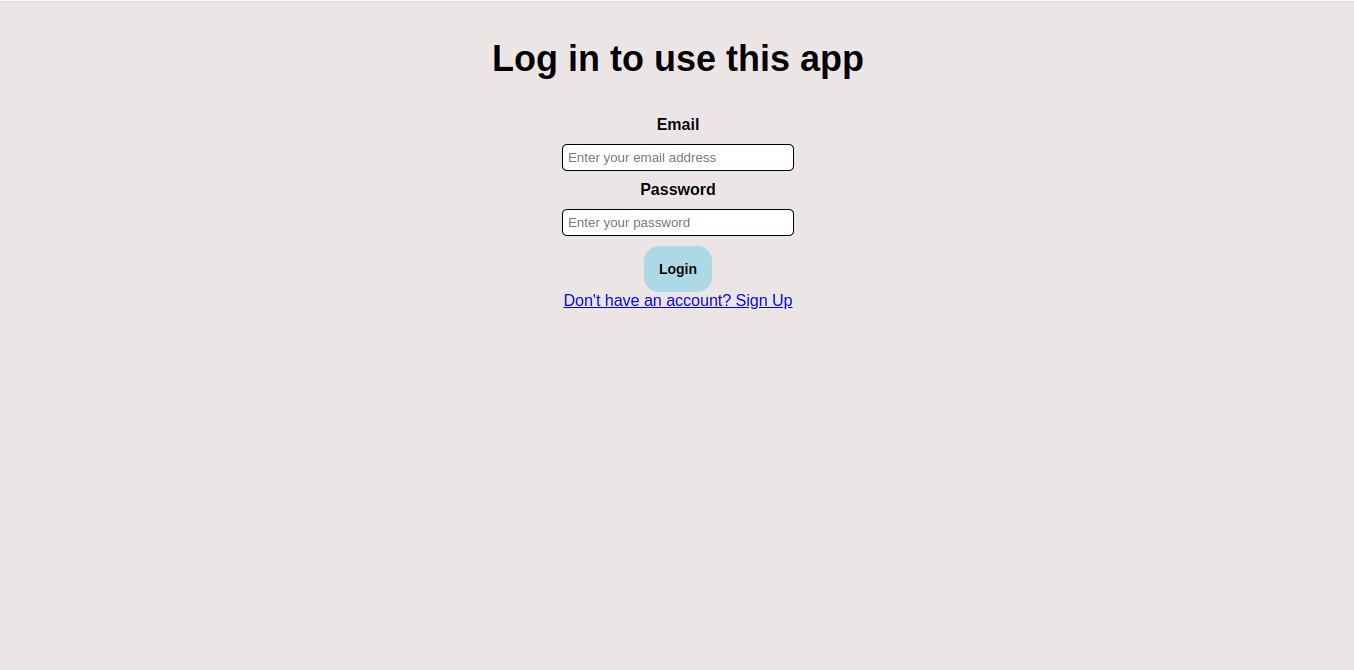 Log in to use this app
Email
Enter your email address
Password
Enter your password
Login
Don't have an account? Sign Up